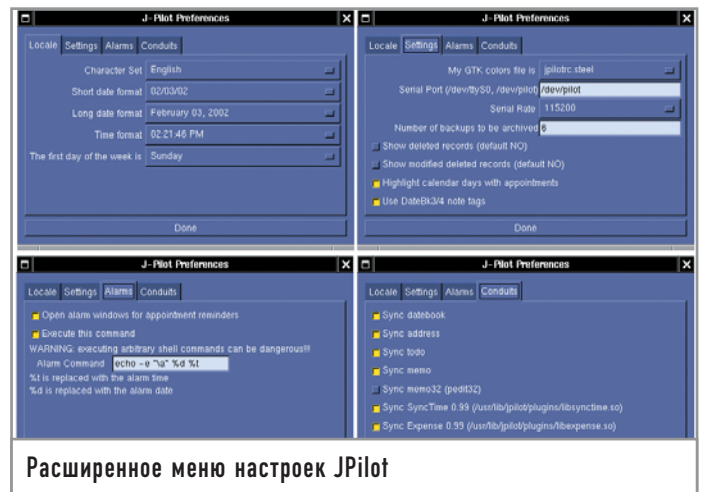 J-Pilot Preferences
Locale Settings Alarms Conduits
Character Set English
Short date format 02/03/02
Long date format February 03, 2002
Time format 02:21:46 PM
The first day of the week is Sunday
Done
J-Pilot Preferences
Locale Settings Alarms Conduits
My GTK colors file is jpilotrc.steel
Serial Port (/dev/ttyS0, /dev/pilot) /dev/pilot
Serial Rate 115200
Number of backups to be archived 6
Show deleted records (default NO)
Show modified deleted records (default NO)
Highlight calendar days with appointments
Use DateBk3/4 note tags
Done
J-Pilot Preferences
Locale Settings Alarms Conduits
Open alarm windows for appointment reminders
Execute this command
WARNING: executing arbitrary shell commands can be dangerous!!!
Alarm Command echo -e "\a" %d %t
%t is replaced with the alarm time
%d is replaced with the alarm date
J-Pilot Preferences
Locale Settings Alarms Conduits
Sync datebook
Sync address
Sync todo
Sync memo
Sync memo32 (pedit32)
Sync SyncTime 0.99 (/usr/lib/jpilot/plugins/libsynctime.so)
Sync Expense 0.99 (/usr/lib/jpilot/plugins/libexpense.so)
Расширенное меню настроек JPilot